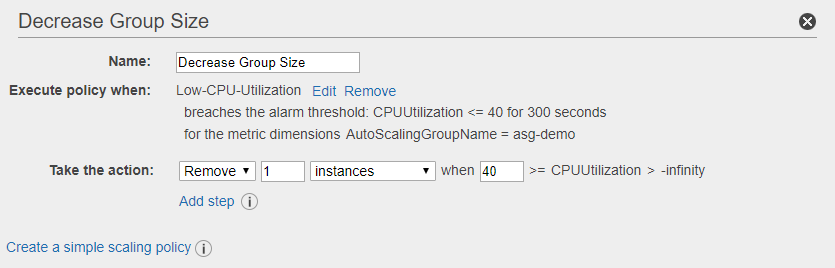 Decrease Group Size
Name: Decrease Group Size
Execute policy when: Low-CPU-Utilization Edit Remove
breaches the alarm threshold: CPUUtilization <= 40 for 300 seconds
for the metric dimensions AutoScalingGroupName = asg-demo
Take the action: Remove 1 instances when 40 >= CPUUtilization > -infinity
Add step i
Create a simple scaling policy i